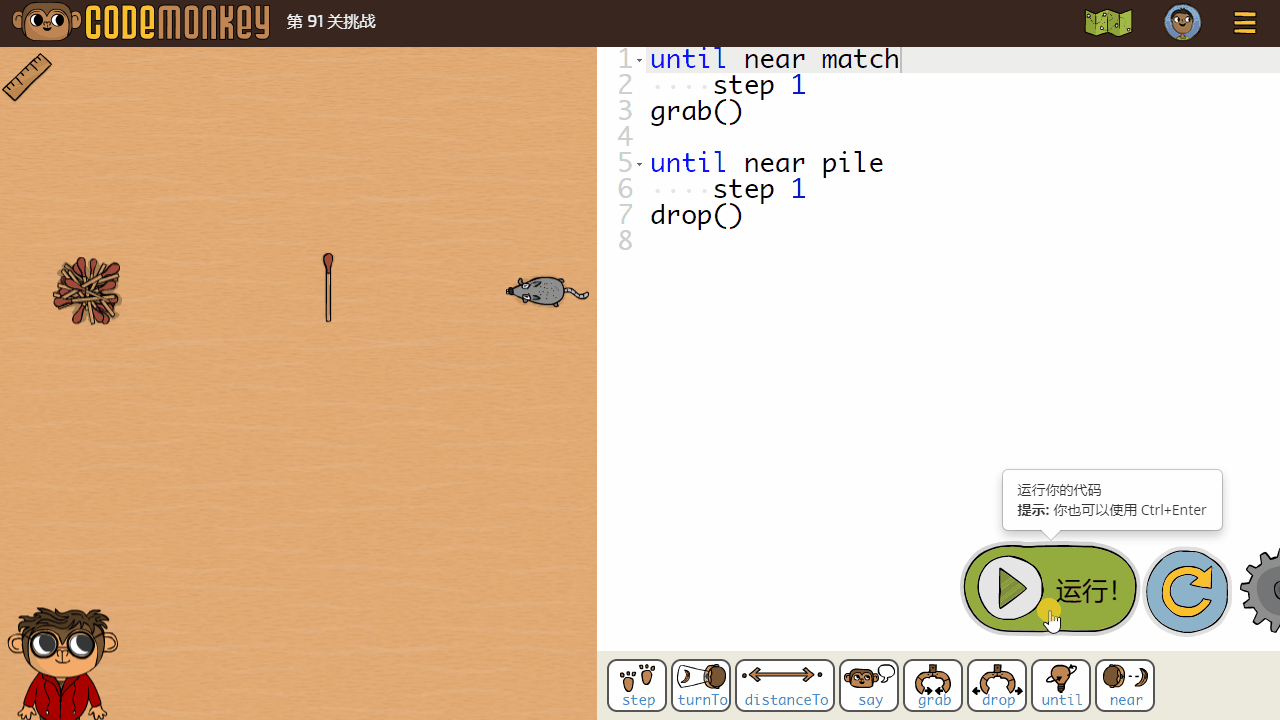 CODEMONKEY 第 91 关挑战
1 until near match
2 step 1
3 grab()
4
5 until near pile
6 step 1
7 drop()
8
运行你的代码
提示: 你也可以使用 Ctrl+Enter
运行!
step turnTo distanceTo say grab drop until near